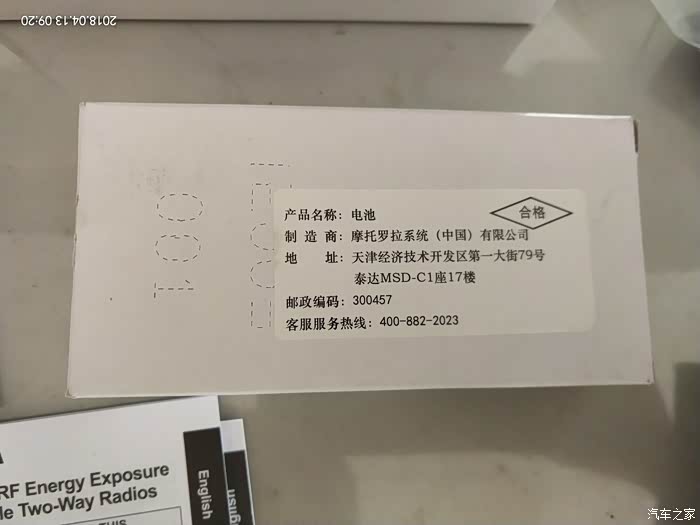 2018.04.13 09:20
产品名称：电池
合格
制 造 商：摩托罗拉系统（中国）有限公司
地 址：天津经济技术开发区第一大街79号
泰达MSD-C1座17楼
邮政编码：300457
客服服务热线：400-882-2023
RF Energy Exposure
le Two-Way Radios
THIS
English
汽车之家